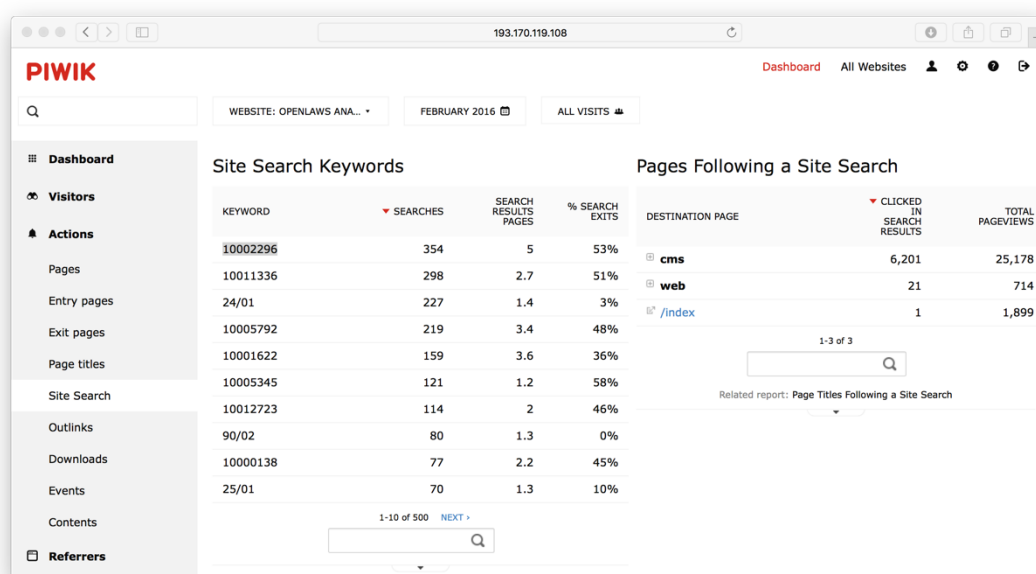 193.170.119.108
PIWIK
Dashboard All Websites
WEBSITE: OPENLAWS ANA... FEBRUARY 2016 ALL VISITS
Dashboard
Visitors
Actions
Pages
Entry pages
Exit pages
Page titles
Site Search
Outlinks
Downloads
Events
Contents
Referrers
Site Search Keywords
KEYWORD SEARCHES SEARCH RESULTS PAGES % SEARCH EXITS
10002296 354 5 53%
10011336 298 2.7 51%
24/01 227 1.4 3%
10005792 219 3.4 48%
10001622 159 3.6 36%
10005345 121 1.2 58%
10012723 114 2 46%
90/02 80 1.3 0%
10000138 77 2.2 45%
25/01 70 1.3 10%
1-10 of 500 NEXT ›
Pages Following a Site Search
DESTINATION PAGE CLICKED IN SEARCH RESULTS TOTAL PAGEVIEWS
cms 6,201 25,178
web 21 714
/index 1 1,899
1-3 of 3
Related report: Page Titles Following a Site Search